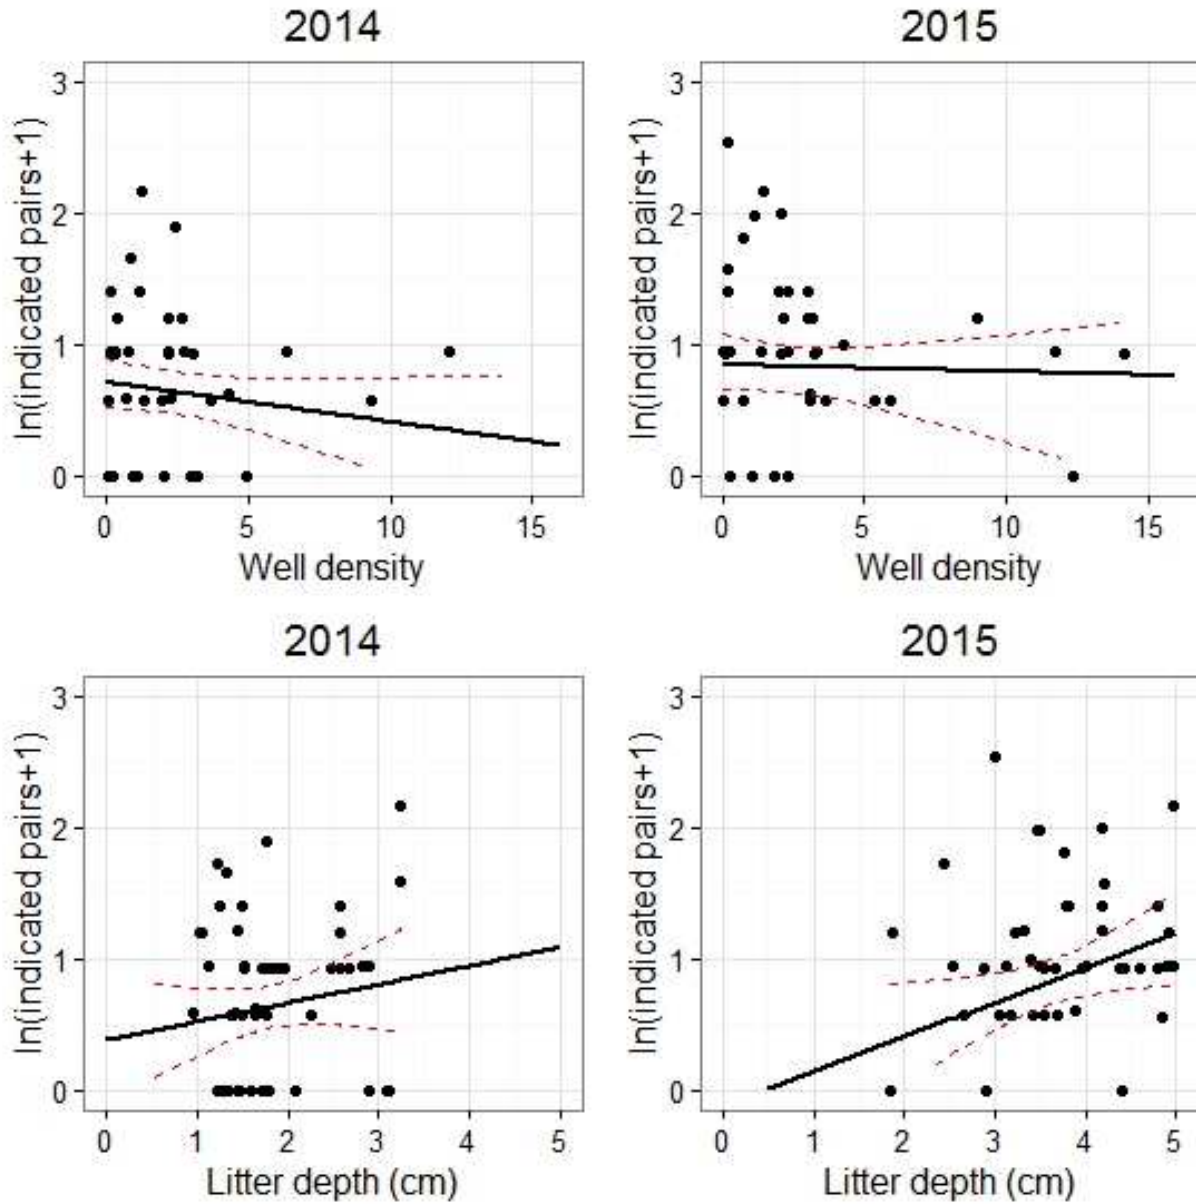 2014
2015
ln(indicated pairs+1)
3
2
1
0
0 5 10 15
Well density
ln(indicated pairs+1)
3
2
1
0
0 5 10 15
Well density
2014
2015
ln(indicated pairs+1)
3
2
1
0
0 1 2 3 4 5
Litter depth (cm)
ln(indicated pairs+1)
3
2
1
0
0 1 2 3 4 5
Litter depth (cm)